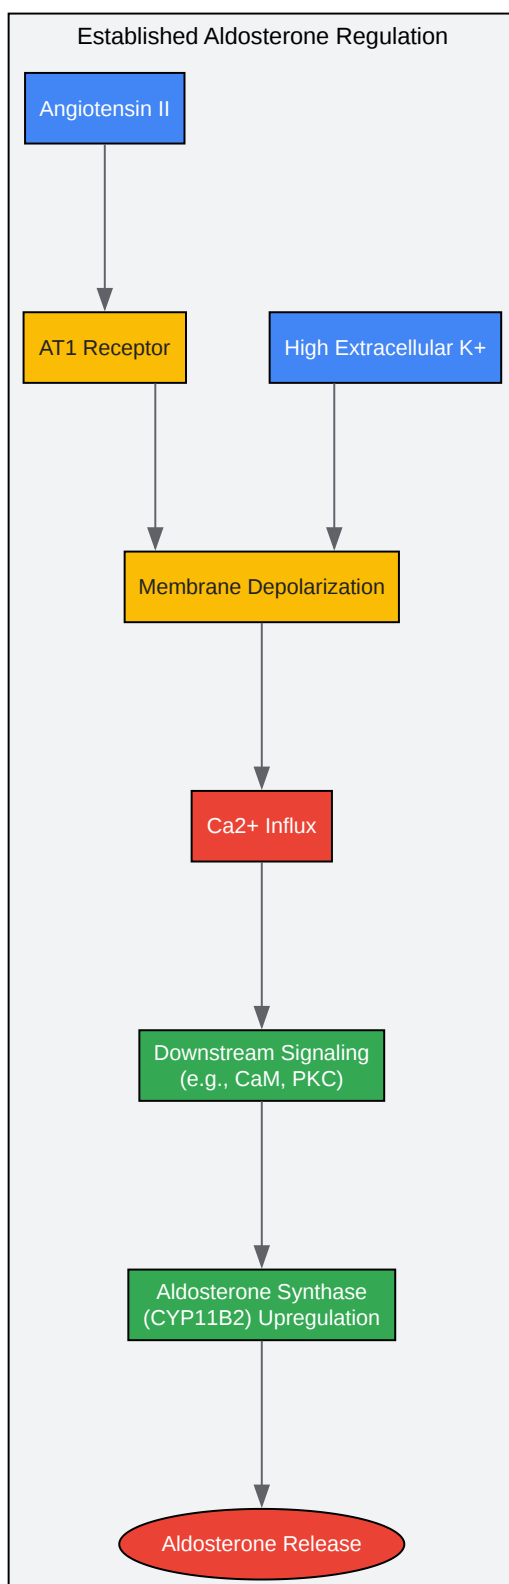 Established Aldosterone Regulation
Angiotensin II
AT1 Receptor
High Extracellular K+
Membrane Depolarization
Ca2+ Influx
Downstream Signaling
(e.g., CaM, PKC)
Aldosterone Synthase
(CYP11B2) Upregulation
Aldosterone Release